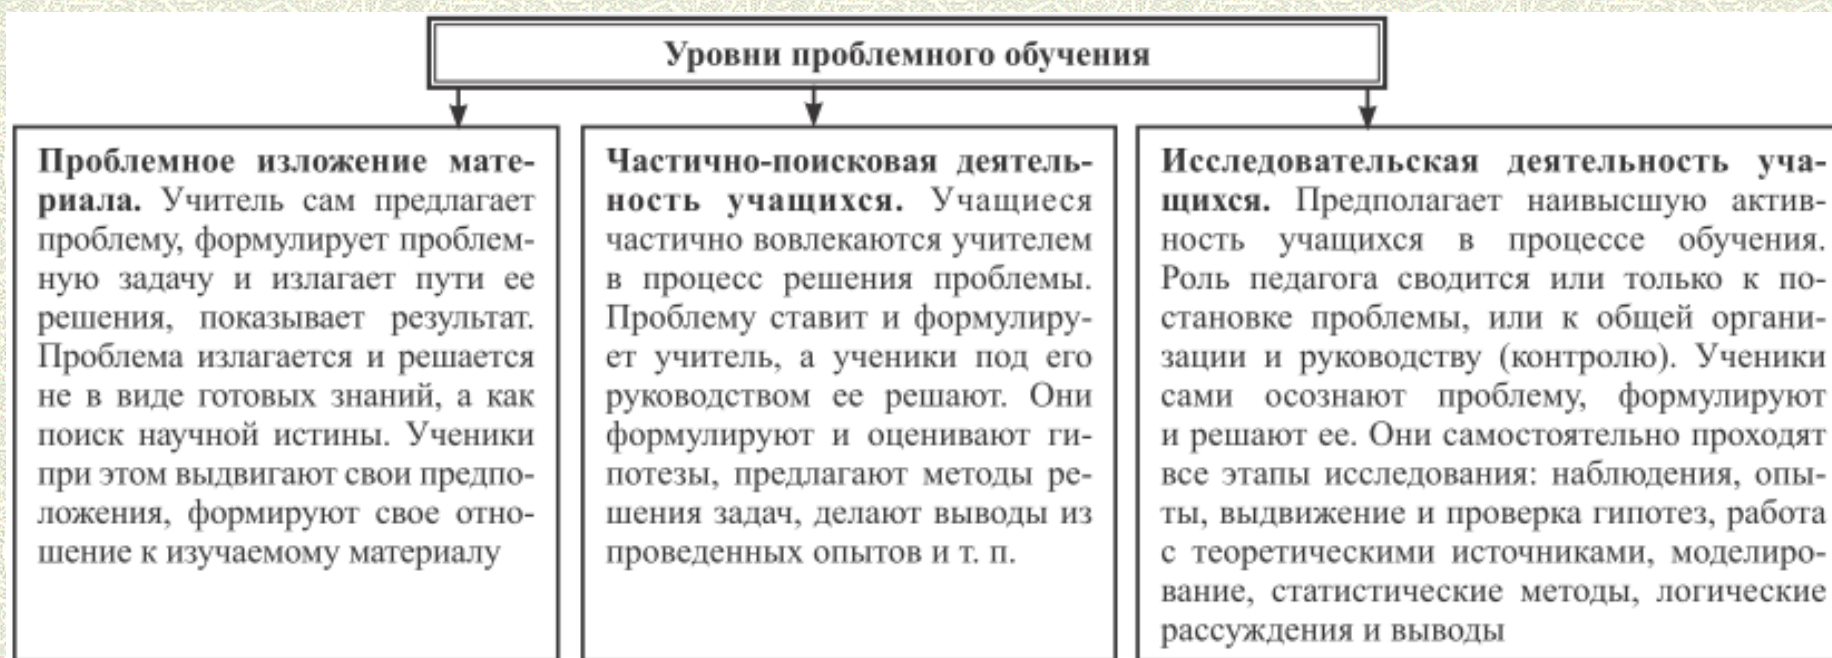 Уровни проблемного обучения
Проблемное изложение мате-
риала. Учитель сам предлагает
проблему, формулирует проблем-
ную задачу и излагает пути ее
решения, показывает результат.
Проблема излагается и решается
не в виде готовых знаний, а как
поиск научной истины. Ученики
при этом выдвигают свои предпо-
ложения, формируют свое отно-
шение к изучаемому материалу
Частично-поисковая деятель-
ность учащихся. Учащиеся
частично вовлекаются учителем
в процесс решения проблемы.
Проблему ставит и формулиру-
ет учитель, а ученики под его
руководством ее решают. Они
формулируют и оценивают ги-
потезы, предлагают методы ре-
шения задач, делают выводы из
проведенных опытов и т. п.
Исследовательская деятельность уча-
щихся. Предполагает наивысшую актив-
ность учащихся в процессе обучения.
Роль педагога сводится или только к по-
становке проблемы, или к общей органи-
зации и руководству (контролю). Ученики
сами осознают проблему, формулируют
и решают ее. Они самостоятельно проходят
все этапы исследования: наблюдения, опы-
ты, выдвижение и проверка гипотез, работа
с теоретическими источниками, моделиро-
вание, статистические методы, логические
рассуждения и выводы